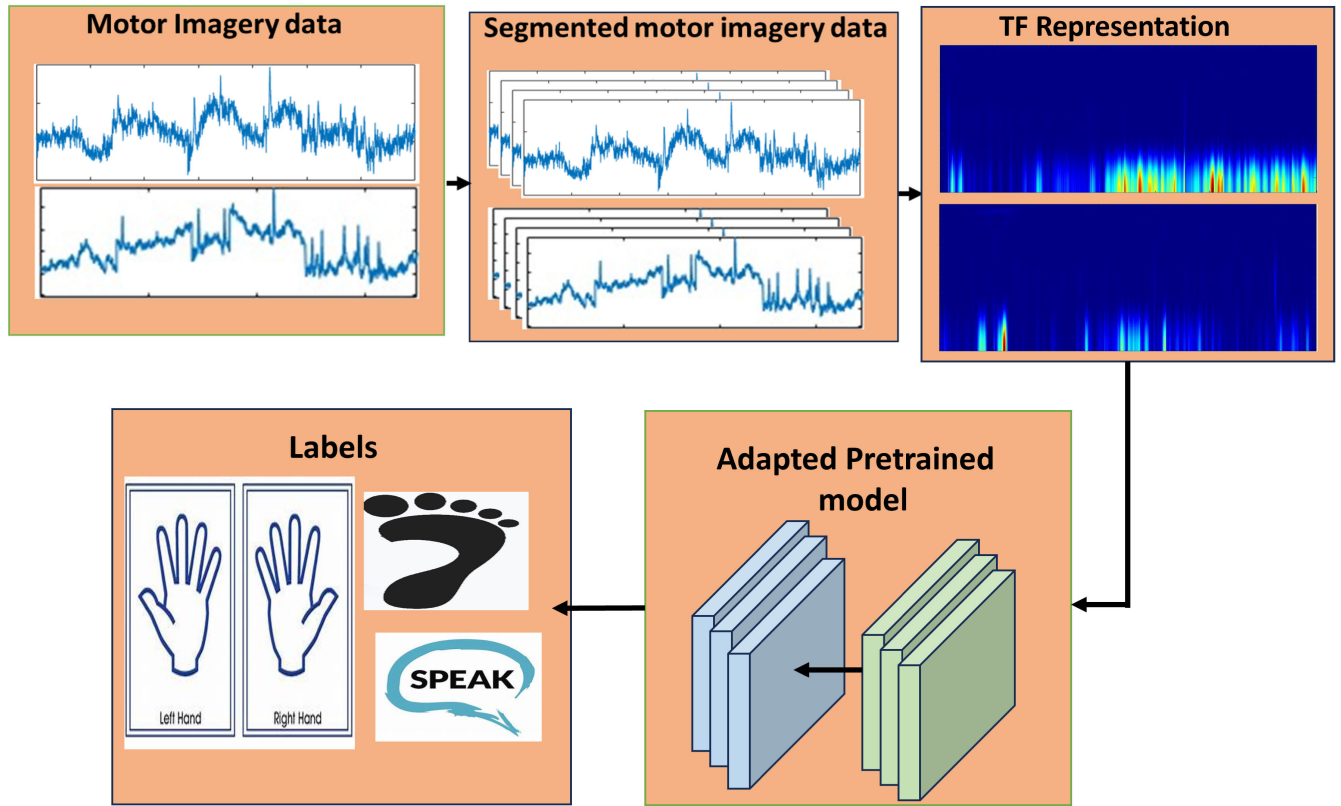 Motor Imagery data
Segmented motor imagery data
TF Representation
Labels
Left Hand
Right Hand
SPEAK
Adapted Pretrained
model